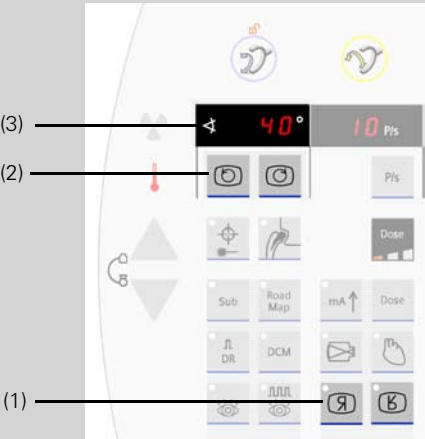 (3) ∢ 40° 10 P/s
(2) P/s
Dose
Sub Road Map mA↑ Dose
DR DCM
(1) Я R